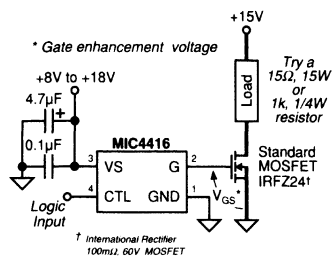 +15V
* Gate enhancement voltage
+8V to +18V
4.7µF
+
0.1µF
Load
Try a
15Ω, 15W
or
1k, 1/4W
resistor
MIC4416
3
VS
G
2
4
CTL
GND
1
Logic
Input
VGS*
Standard
MOSFET
IRFZ24†
† International Rectifier
100mΩ, 60V MOSFET